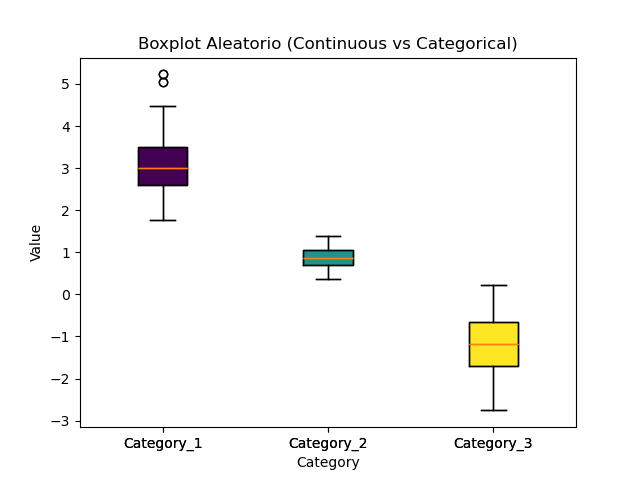 Boxplot Aleatorio (Continuous vs Categorical)
Value
5
4
3
2
1
0
−1
−2
−3
Category_1 Category_2 Category_3
Category